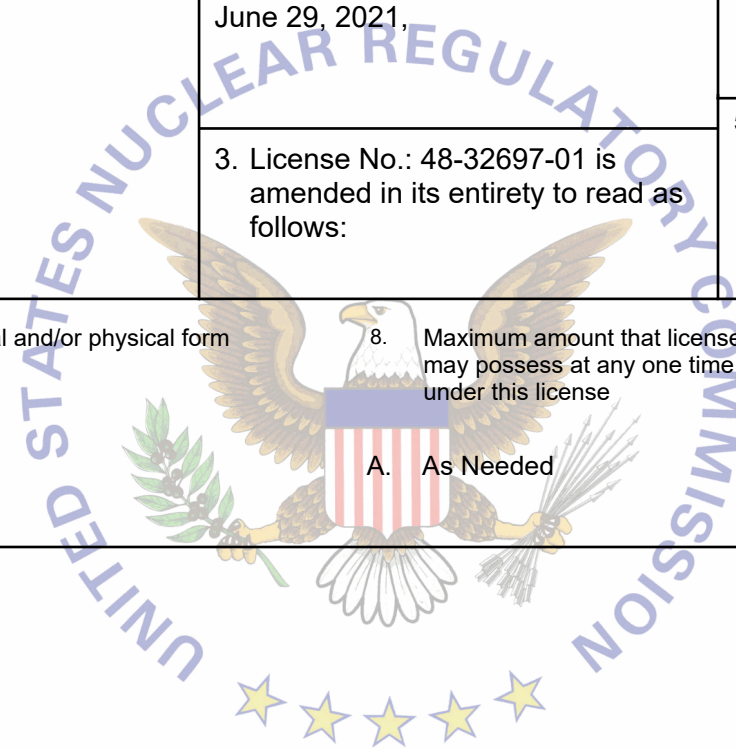 June 29, 2021,
3. License No.: 48-32697-01 is
amended in its entirety to read as
follows:
and/or physical form
8. Maximum amount that license
may possess at any one time
under this license
A. As Needed
UNITED STATES NUCLEAR REGULATORY COMMISSION